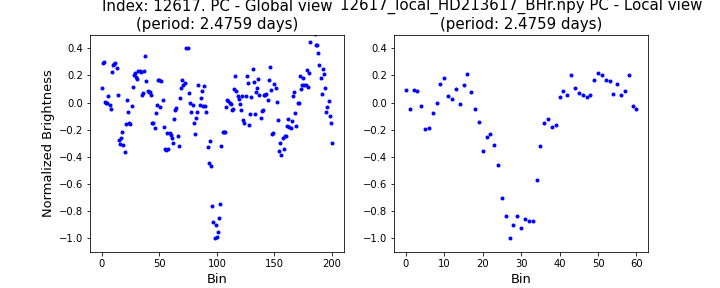 Index: 12617. PC - Global view
(period: 2.4759 days)
12617_local_HD213617_BHr.npy PC - Local view
(period: 2.4759 days)
Normalized Brightness
0.4
0.2
0.0
−0.2
−0.4
−0.6
−0.8
−1.0
0 50 100 150 200
Bin
0.4
0.2
0.0
−0.2
−0.4
−0.6
−0.8
−1.0
0 10 20 30 40 50 60
Bin